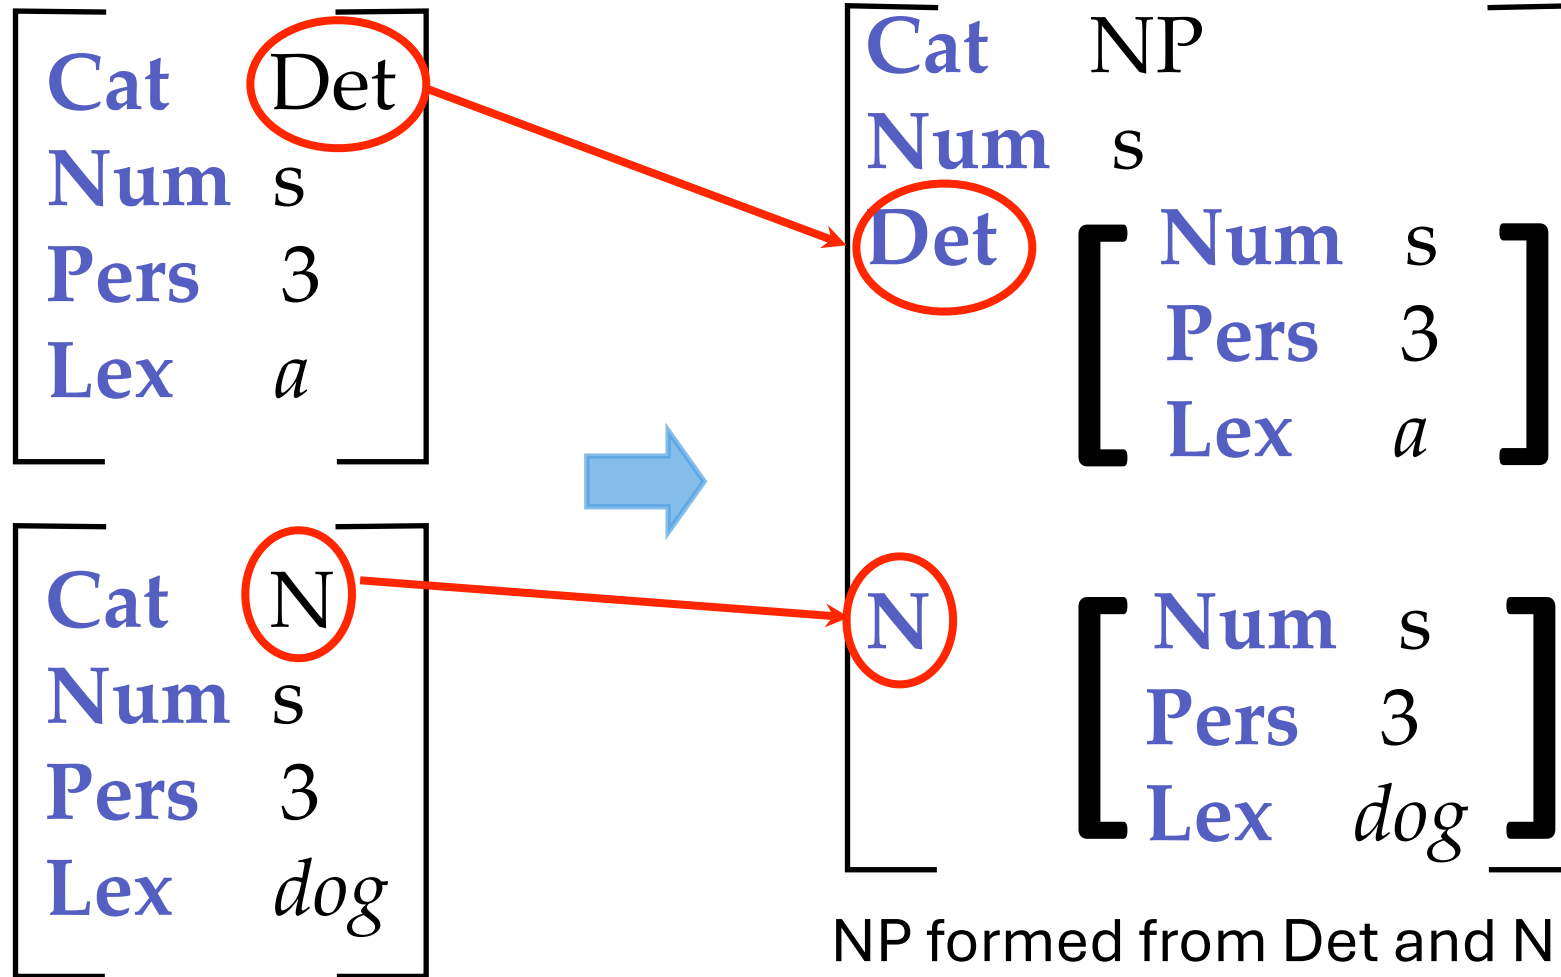 Cat Det
Num s
Pers 3
Lex a
Cat N
Num s
Pers 3
Lex dog
Cat NP
Num s
Det Num s
Pers 3
Lex a
N Num s
Pers 3
Lex dog
NP formed from Det and N